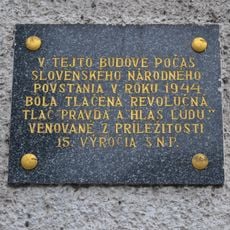 V TEJTO BUDOVE POČAS
SLOVENSKÉHO NÁRODNÉHO
POVSTANIA V ROKU 1944
BOLA TLAČENÁ REVOLUČNÁ
TLAČ "PRAVDA A HLAS ĽUDU."
VENOVANÉ Z PRÍLEŽITOSTI
15. VÝROČIA S.N.P.